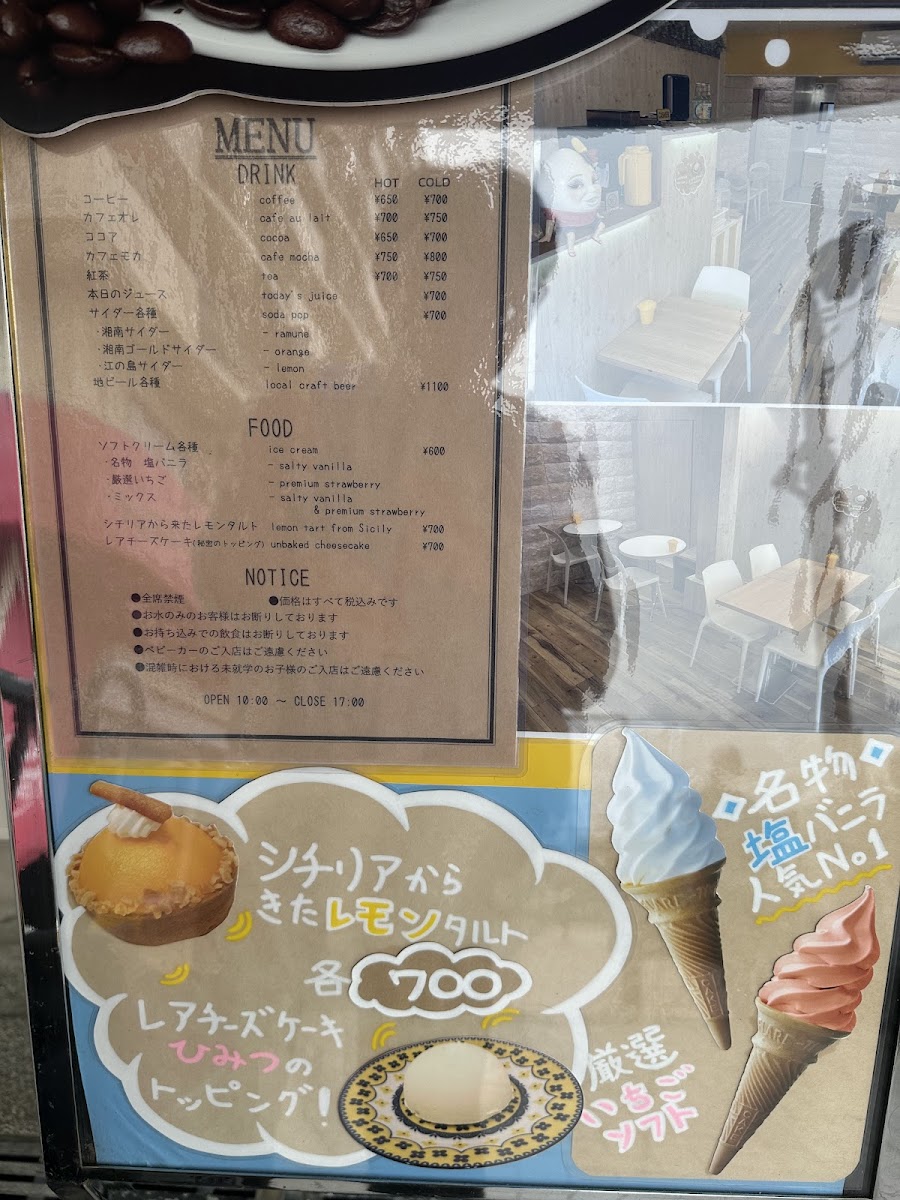 MENU
DRINK
HOT COLD
コーヒー coffee ¥650 ¥700
カフェオレ cafe au lait ¥700 ¥750
ココア cocoa ¥650 ¥700
カフェモカ cafe mocha ¥750 ¥800
紅茶 tea ¥700 ¥750
本日のジュース today's juice ¥700
サイダー各種 soda pop ¥700
・湘南サイダー - ramune
・湘南ゴールドサイダー - orange
・江の島サイダー - lemon
地ビール各種 local craft beer ¥1100
FOOD
ソフトクリーム各種 ice cream ¥600
・名物 塩バニラ - salty vanilla
・厳選いちご - premium strawberry
・ミックス - salty vanilla
& premium strawberry
シチリアから来たレモンタルト lemon tart from Sicily ¥700
レアチーズケーキ(秘密のトッピング) unbaked cheesecake ¥700
NOTICE
●全席禁煙 ●価格はすべて税込みです
●お水のみのお客様はお断りしております
●お持ち込みでの飲食はお断りしております
●ベビーカーのご入店はご遠慮ください
●混雑時における未就学のお子様のご入店はご遠慮ください
OPEN 10:00 ～ CLOSE 17:00
シチリアから
きたレモンタルト
各 700
レアチーズケーキ
ひみつの
トッピング!
名物
塩バニラ
人気No1
厳選
いちご
ソフト